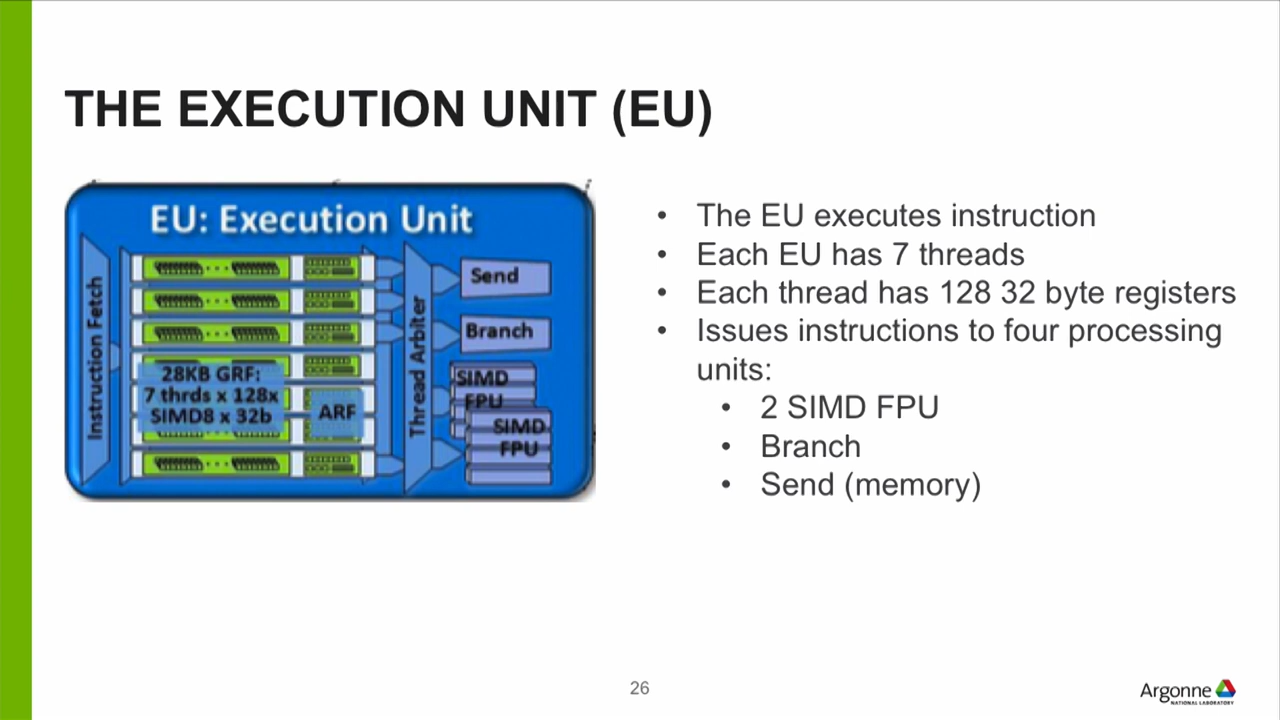 THE EXECUTION UNIT (EU)
EU: Execution Unit
Instruction Fetch
28KB GRF:
7 thrds x 128x
SIMD8 x 32b
ARF
Thread Arbiter
Send
Branch
SIMD
FPU
SIMD
FPU
• The EU executes instruction
• Each EU has 7 threads
• Each thread has 128 32 byte registers
• Issues instructions to four processing
units:
• 2 SIMD FPU
• Branch
• Send (memory)
26
Argonne
NATIONAL LABORATORY